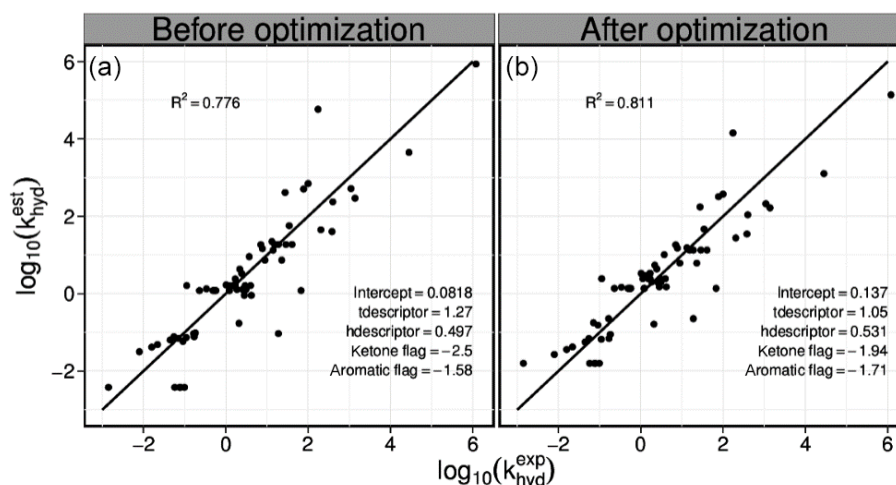 Before optimization
After optimization
(a)
R² = 0.776
Intercept = 0.0818
tdescriptor = 1.27
hdescriptor = 0.497
Ketone flag = −2.5
Aromatic flag = −1.58
(b)
R² = 0.811
Intercept = 0.137
tdescriptor = 1.05
hdescriptor = 0.531
Ketone flag = −1.94
Aromatic flag = −1.71
6
4
2
0
−2
log₁₀(k_hyd^est)
−2 0 2 4 6
−2 0 2 4 6
log₁₀(k_hyd^exp)